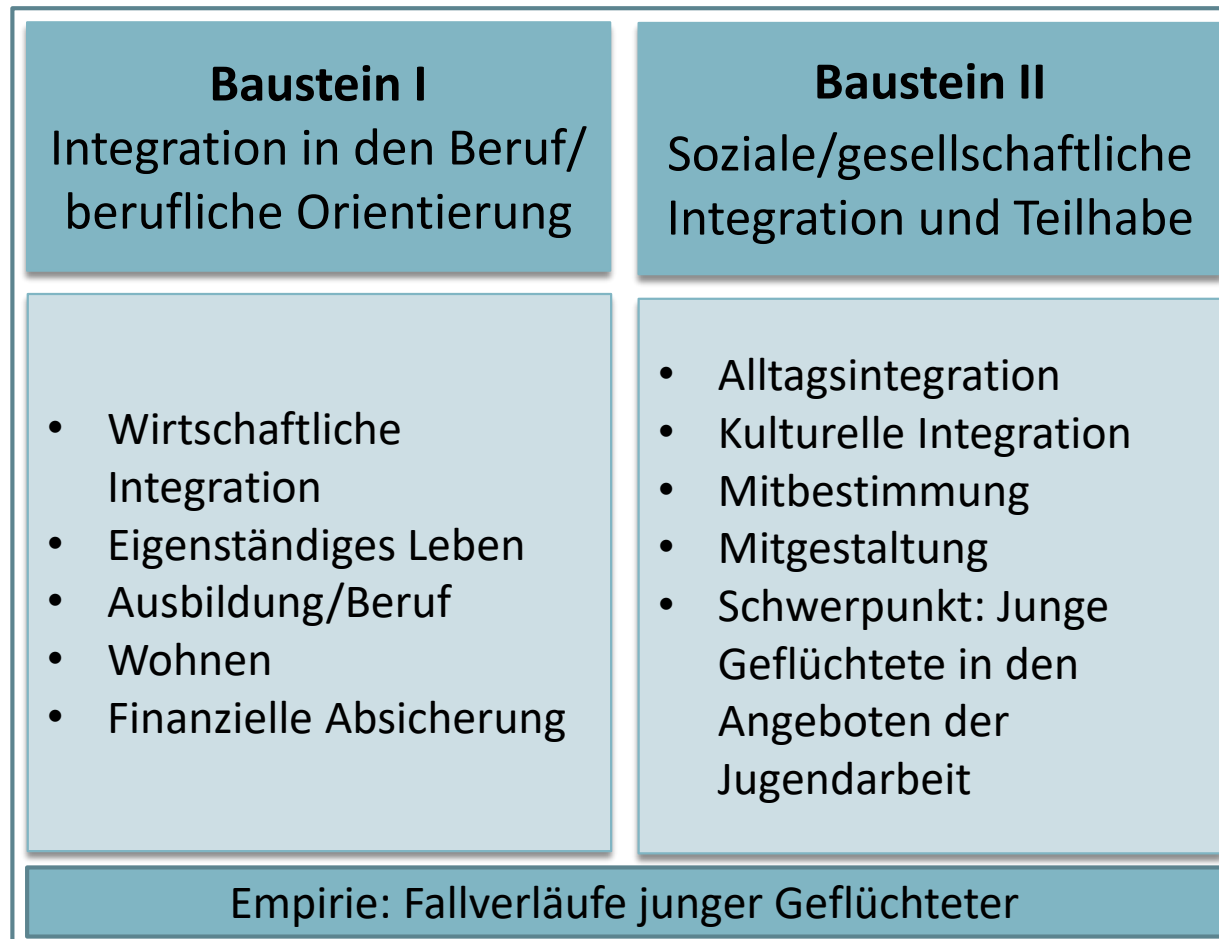 Baustein I
Integration in den Beruf/
berufliche Orientierung
Baustein II
Soziale/gesellschaftliche
Integration und Teilhabe
• Wirtschaftliche
Integration
• Eigenständiges Leben
• Ausbildung/Beruf
• Wohnen
• Finanzielle Absicherung
• Alltagsintegration
• Kulturelle Integration
• Mitbestimmung
• Mitgestaltung
• Schwerpunkt: Junge
Geflüchtete in den
Angeboten der
Jugendarbeit
Empirie: Fallverläufe junger Geflüchteter